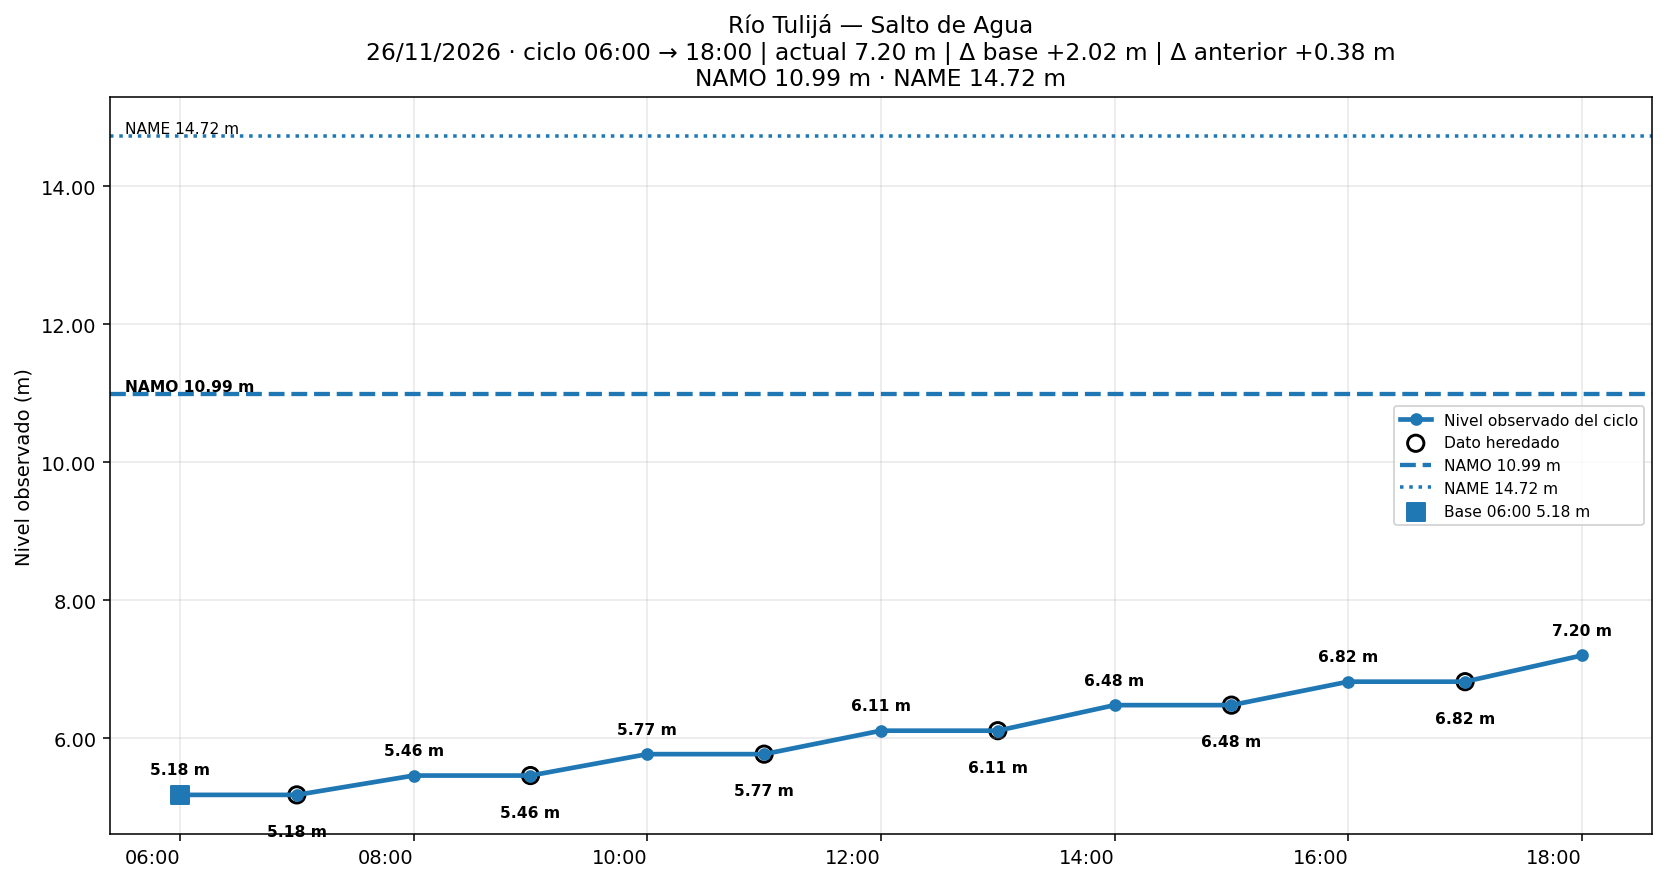 Río Tulijá — Salto de Agua
26/11/2026 · ciclo 06:00 → 18:00 | actual 7.20 m | Δ base +2.02 m | Δ anterior +0.38 m
NAMO 10.99 m · NAME 14.72 m
Nivel observado (m)
14.00
12.00
10.00
8.00
6.00
NAME 14.72 m
NAMO 10.99 m
Nivel observado del ciclo
Dato heredado
NAMO 10.99 m
NAME 14.72 m
Base 06:00 5.18 m
5.18 m
5.18 m
5.46 m
5.46 m
5.77 m
5.77 m
6.11 m
6.11 m
6.48 m
6.48 m
6.82 m
6.82 m
7.20 m
06:00
08:00
10:00
12:00
14:00
16:00
18:00